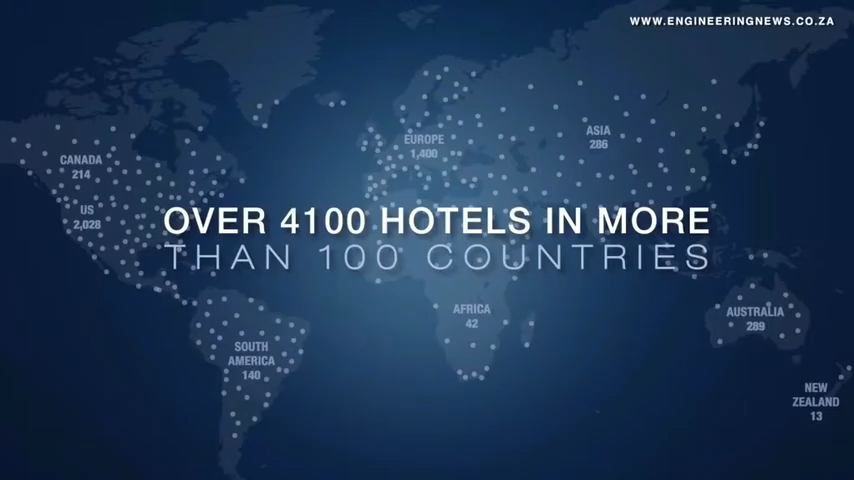 WWW.ENGINEERINGNEWS.CO.ZA
EUROPE
1,400
ASIA
286
CANADA
214
US
2,028
OVER 4100 HOTELS IN MORE
THAN 100 COUNTRIES
AFRICA
42
AUSTRALIA
289
SOUTH
AMERICA
140
NEW
ZEALAND
13